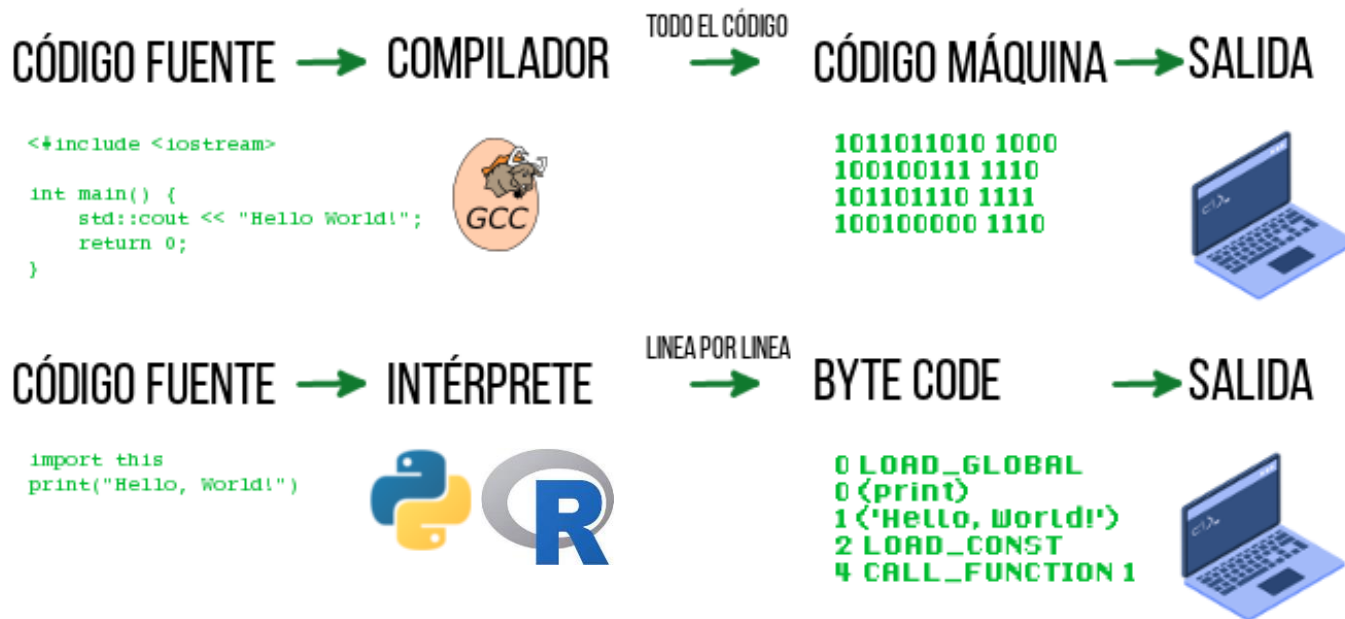 TODO EL CÓDIGO
CÓDIGO FUENTE COMPILADOR CÓDIGO MÁQUINA SALIDA
<#include <iostream>
int main() {
std::cout << "Hello World!";
return 0;
}
GCC
1011011010 1000
100100111 1110
101101110 1111
100100000 1110
C:\>_
LINEA POR LINEA
CÓDIGO FUENTE INTÉRPRETE BYTE CODE SALIDA
import this
print("Hello, World!")
R
0 LOAD_GLOBAL
0 (print)
1 ('Hello, World!')
2 LOAD_CONST
4 CALL_FUNCTION 1
C:\>_